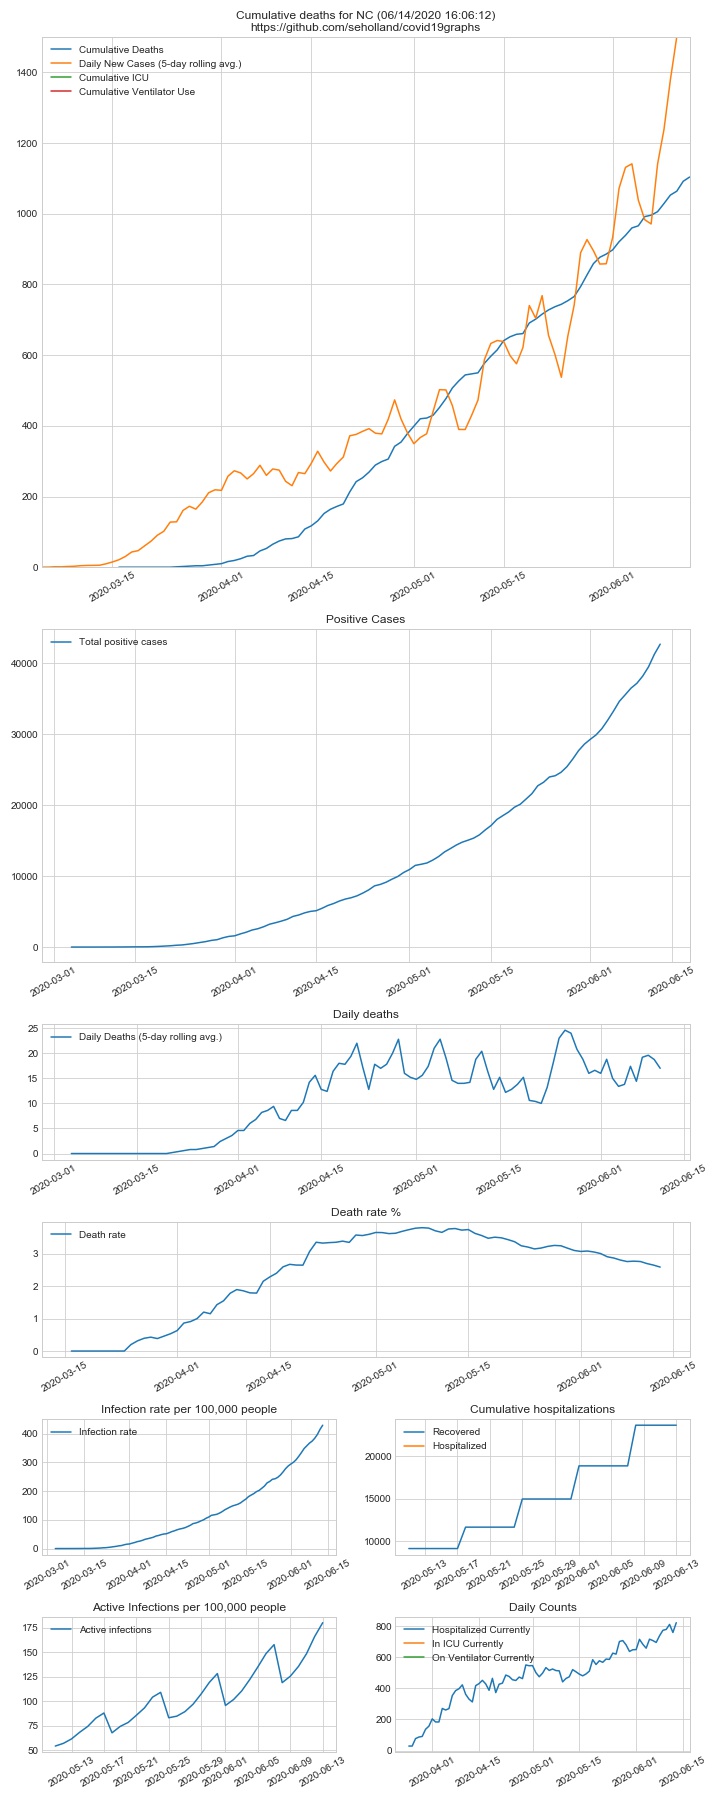 Cumulative deaths for NC (06/14/2020 16:06:12)
https://github.com/seholland/covid19graphs
Cumulative Deaths
Daily New Cases (5-day rolling avg.)
Cumulative ICU
Cumulative Ventilator Use
1400
1200
1000
800
600
400
200
0
2020-03-15 2020-04-01 2020-04-15 2020-05-01 2020-05-15 2020-06-01
Positive Cases
Total positive cases
40000
30000
20000
10000
0
2020-03-01 2020-03-15 2020-04-01 2020-04-15 2020-05-01 2020-05-15 2020-06-01 2020-06-15
Daily deaths
Daily Deaths (5-day rolling avg.)
25
20
15
10
5
0
2020-03-01 2020-03-15 2020-04-01 2020-04-15 2020-05-01 2020-05-15 2020-06-01 2020-06-15
Death rate %
Death rate
3
2
1
0
2020-03-15 2020-04-01 2020-04-15 2020-05-01 2020-05-15 2020-06-01 2020-06-15
Infection rate per 100,000 people
Infection rate
400
300
200
100
0
2020-03-01 2020-03-15 2020-04-01 2020-04-15 2020-05-01 2020-05-15 2020-06-01 2020-06-15
Cumulative hospitalizations
Recovered
Hospitalized
20000
15000
10000
2020-05-13 2020-05-17 2020-05-21 2020-05-25 2020-05-29 2020-06-01 2020-06-05 2020-06-09 2020-06-13
Active Infections per 100,000 people
Active infections
175
150
125
100
75
50
2020-05-13 2020-05-17 2020-05-21 2020-05-25 2020-05-29 2020-06-01 2020-06-05 2020-06-09 2020-06-13
Daily Counts
Hospitalized Currently
In ICU Currently
On Ventilator Currently
800
600
400
200
0
2020-04-01 2020-04-15 2020-05-01 2020-05-15 2020-06-01 2020-06-15